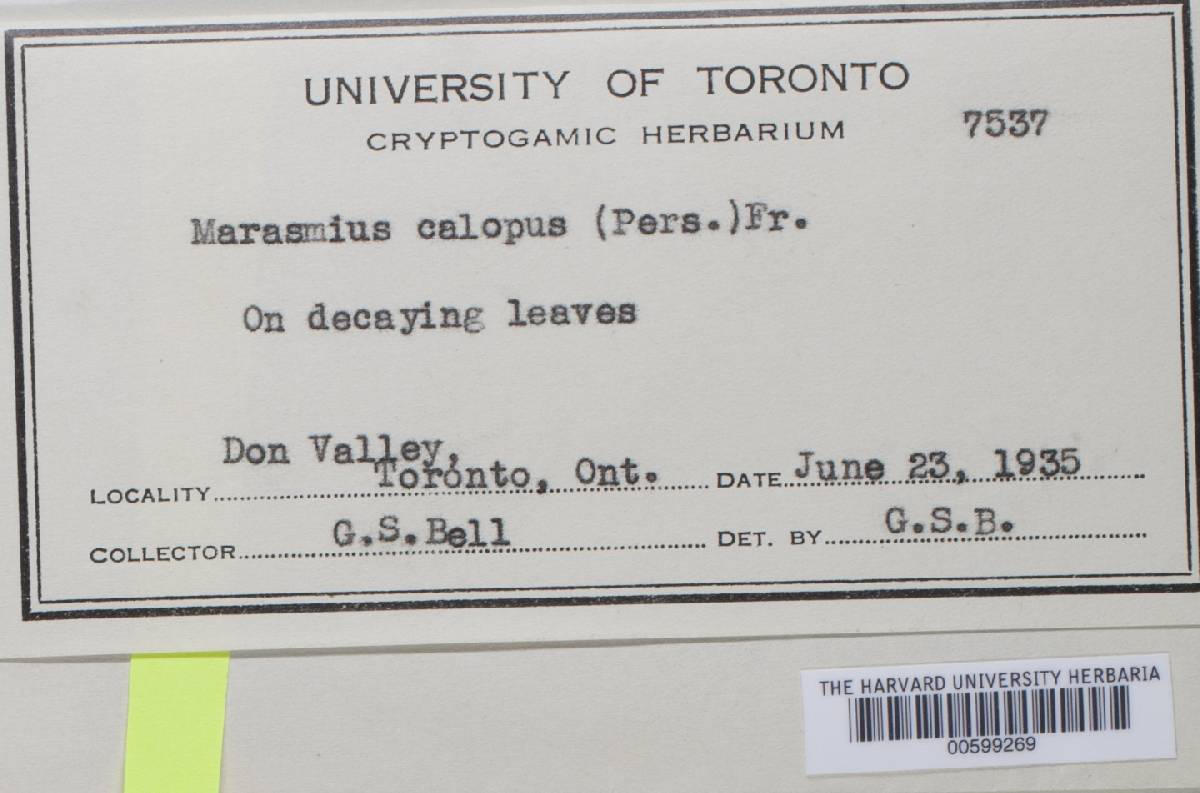 UNIVERSITY OF TORONTO
CRYPTOGAMIC HERBARIUM 7537
Marasmius calopus (Pers.)Fr.
On decaying leaves
Don Valley,
LOCALITY Toronto, Ont. DATE June 23, 1935
COLLECTOR G.S.Bell DET. BY G.S.B.
THE HARVARD UNIVERSITY HERBARIA
00599269